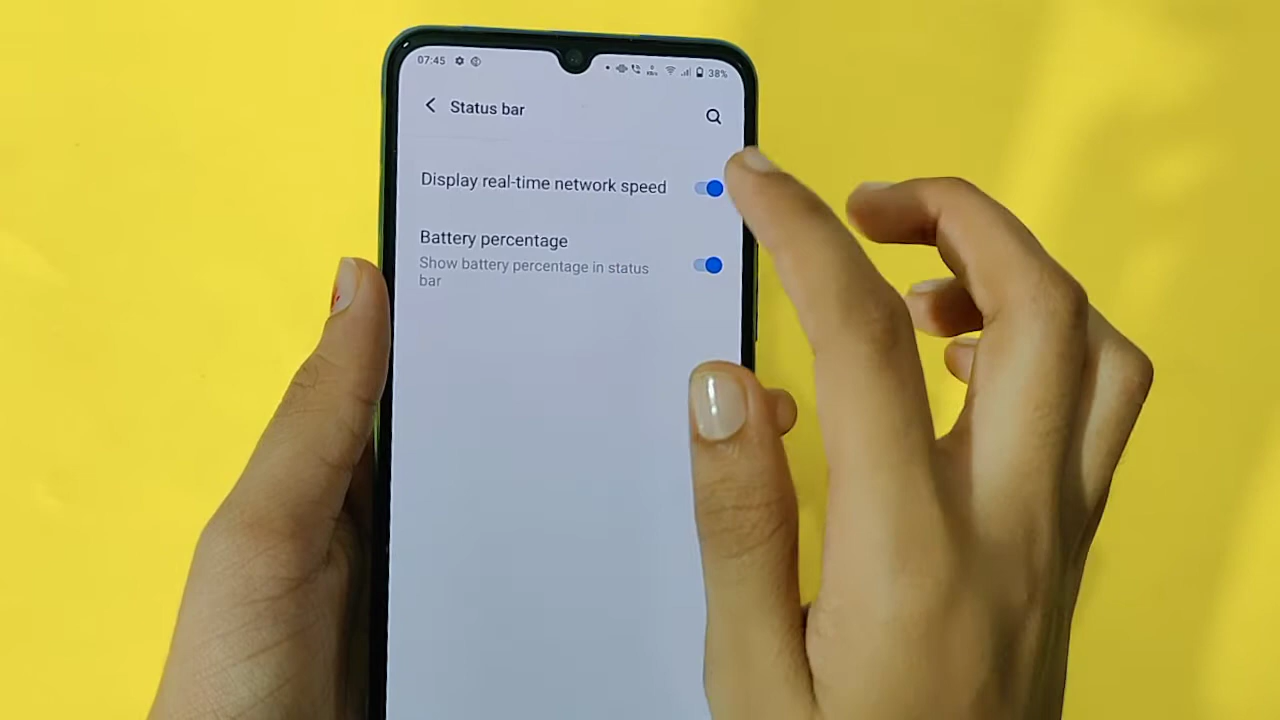 07:45 38%
Status bar
Display real-time network speed
Battery percentage
Show battery percentage in status
bar